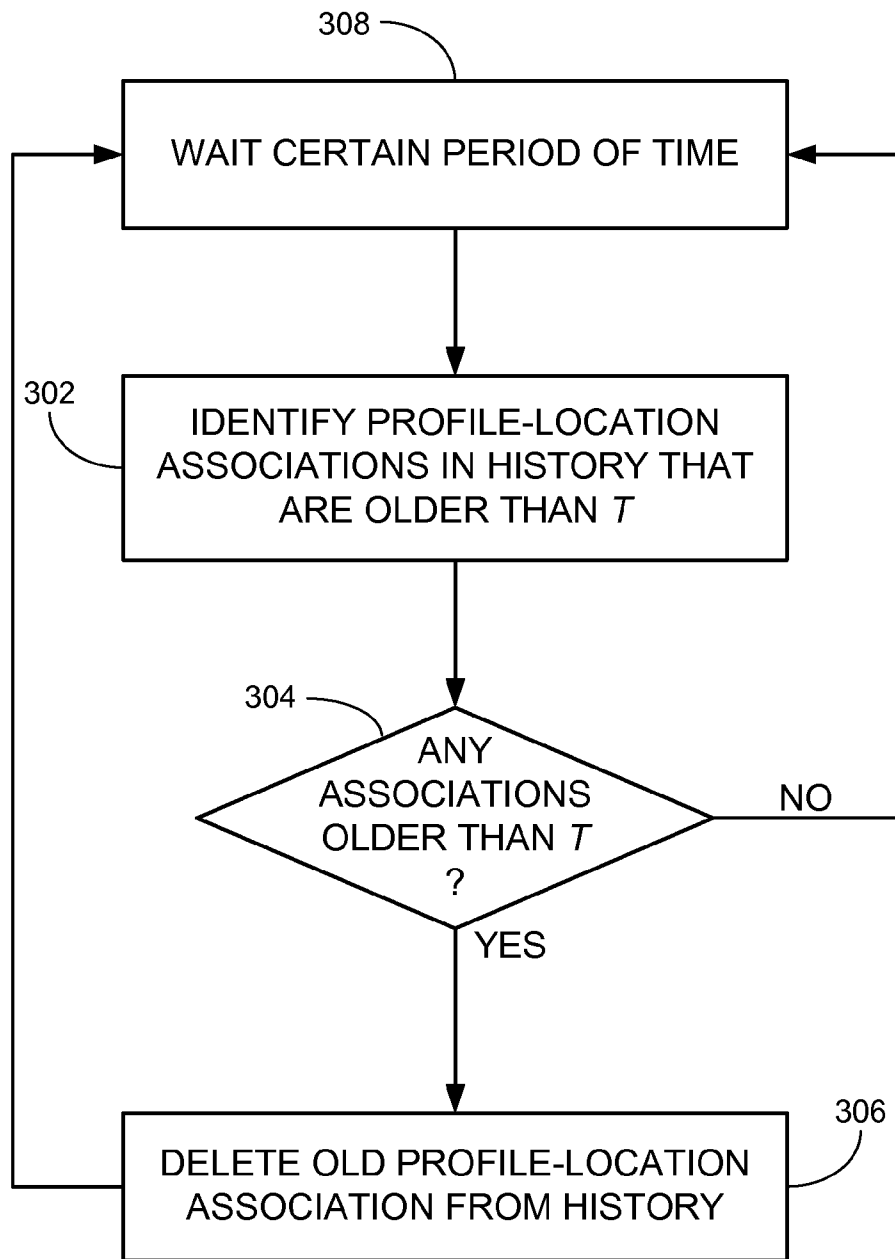 308
WAIT CERTAIN PERIOD OF TIME
302
IDENTIFY PROFILE-LOCATION
ASSOCIATIONS IN HISTORY THAT
ARE OLDER THAN T
304
ANY
ASSOCIATIONS
OLDER THAN T
?
NO
YES
306
DELETE OLD PROFILE-LOCATION
ASSOCIATION FROM HISTORY